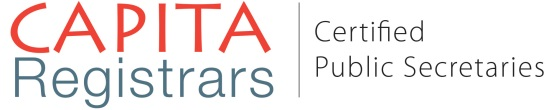 CAPITA
Registrars
Certified
Public Secretaries